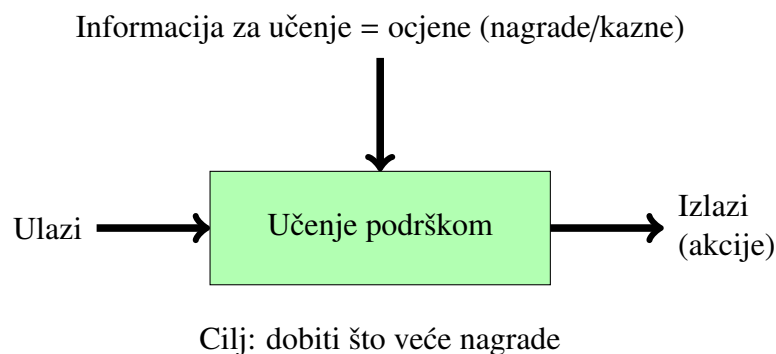 Informacija za učenje = ocjene (nagrade/kazne)
Ulazi
Učenje podrškom
Izlazi
(akcije)
Cilj: dobiti što veće nagrade